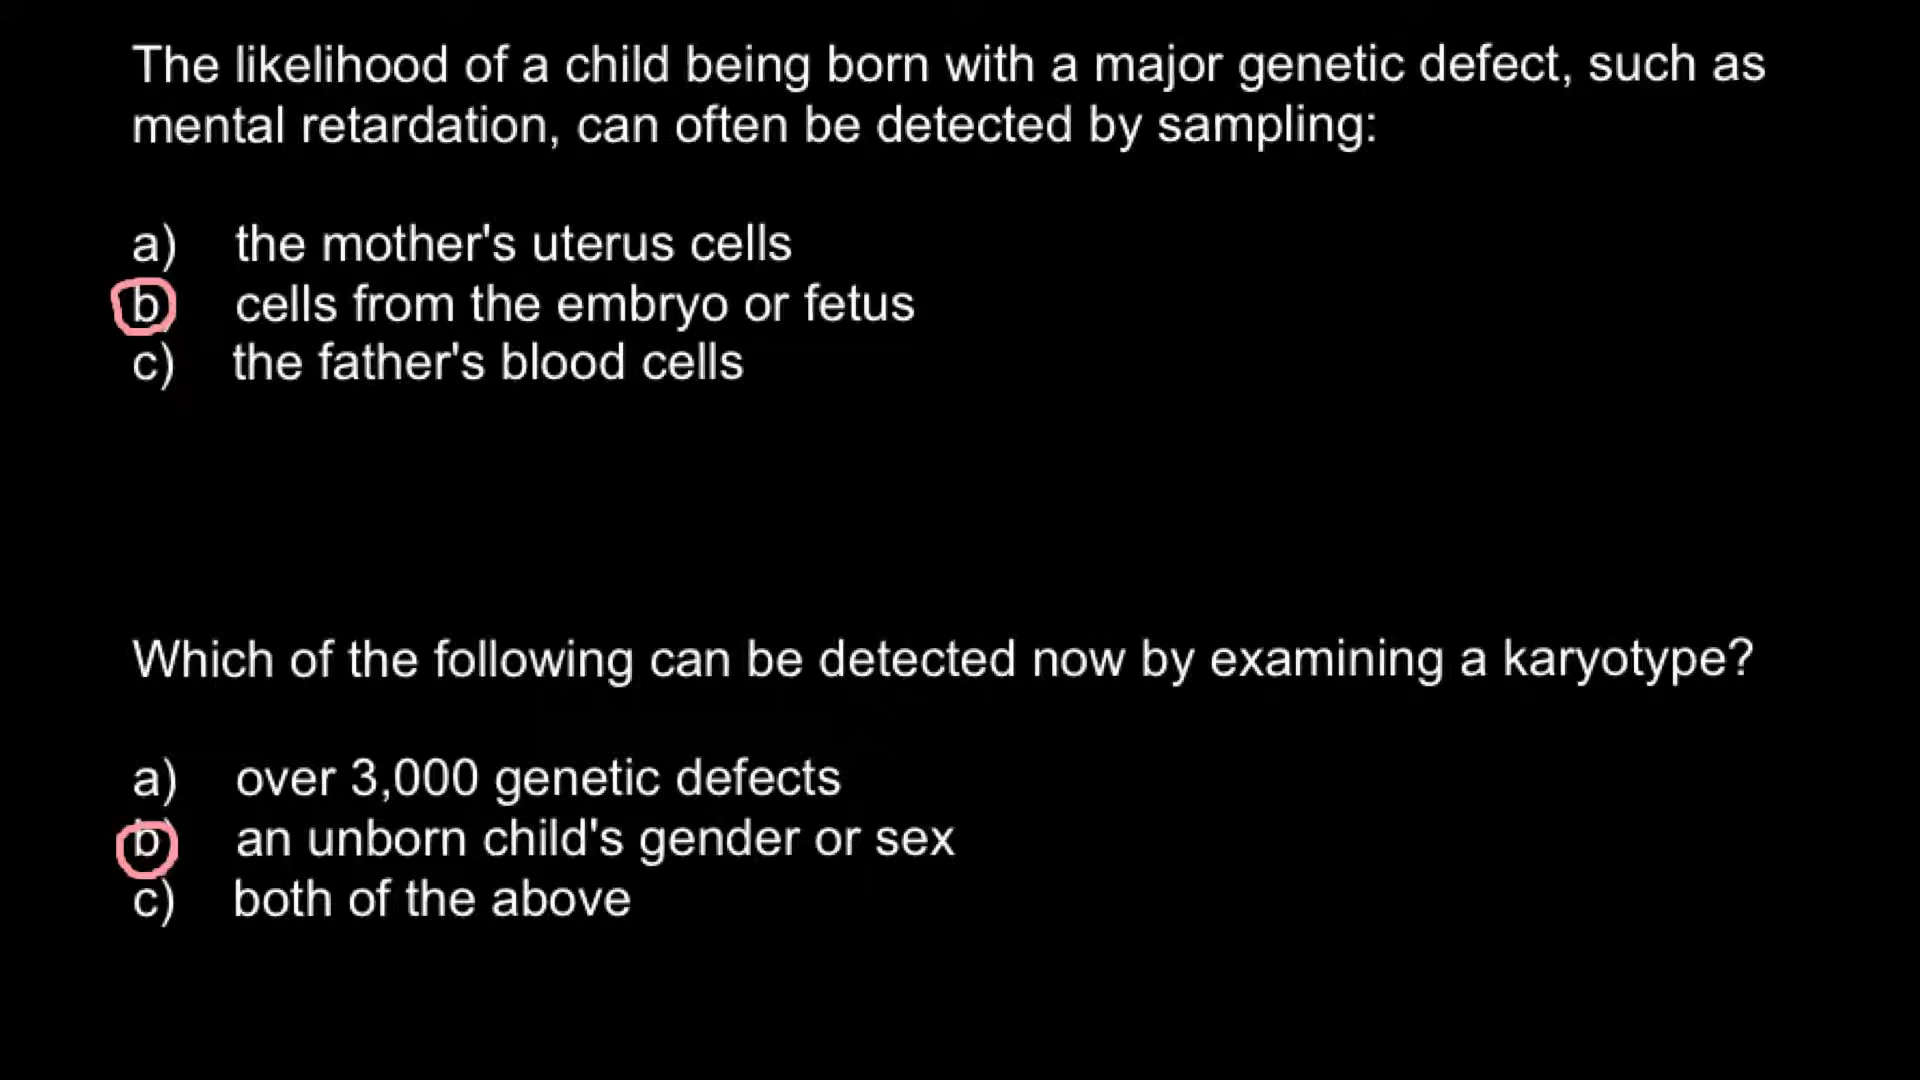 The likelihood of a child being born with a major genetic defect, such as
mental retardation, can often be detected by sampling:
a) the mother's uterus cells
b) cells from the embryo or fetus
c) the father's blood cells
Which of the following can be detected now by examining a karyotype?
a) over 3,000 genetic defects
b) an unborn child's gender or sex
c) both of the above